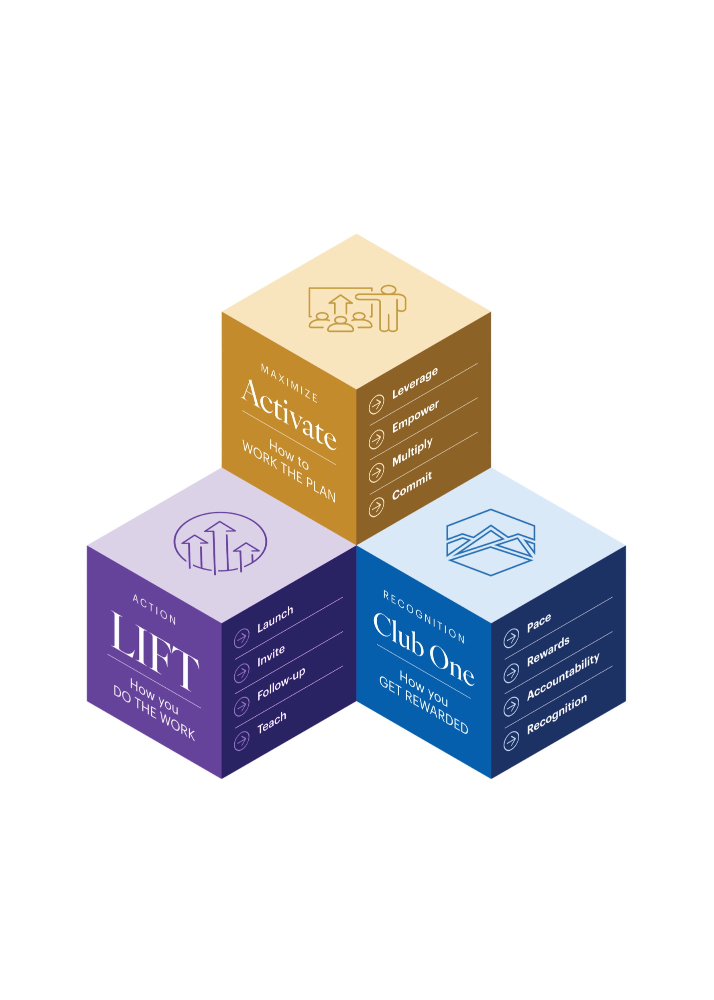 MAXIMIZE
Activate
How to
WORK THE PLAN
Leverage
Empower
Multiply
Commit
ACTION
LIFT
How you
DO THE WORK
Launch
Invite
Follow-up
Teach
RECOGNITION
Club One
How you
GET REWARDED
Pace
Rewards
Accountability
Recognition